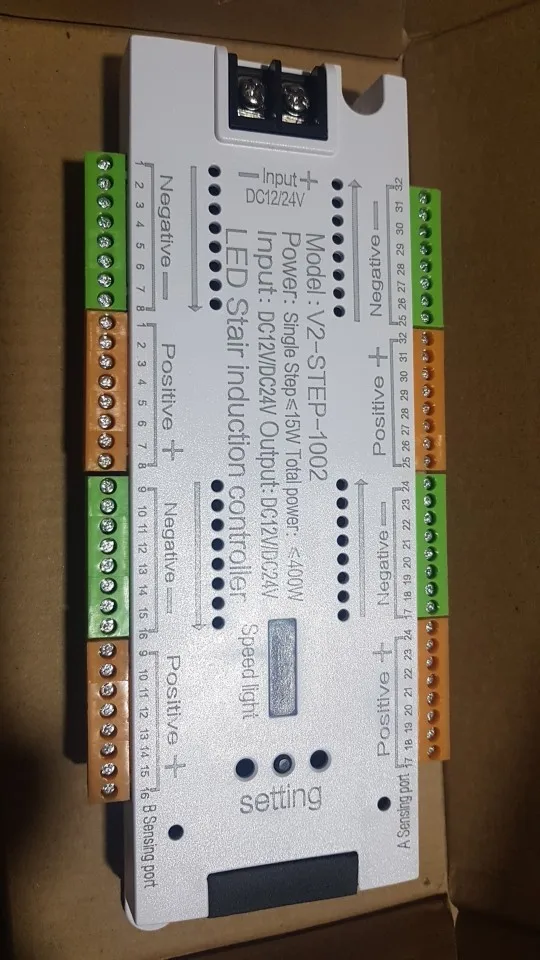 — Input +
DC12/24V
Model : V2-STEP-1002
Power: Single Step≤15W Total power: ≤400W
Input: DC12V/DC24V Output: DC12V/DC24V
LED Stair induction controller
Negative —
1 2 3 4 5 6 7 8
Positive +
1 2 3 4 5 6 7 8
Negative —
9 10 11 12 13 14 15 16
Positive +
9 10 11 12 13 14 15 16
B Sensing port
Negative —
32 31 30 29 28 27 26 25
Positive +
32 31 30 29 28 27 26 25
Negative —
24 23 22 21 20 19 18 17
Positive +
24 23 22 21 20 19 18 17
A Sensing port
Speed light
setting